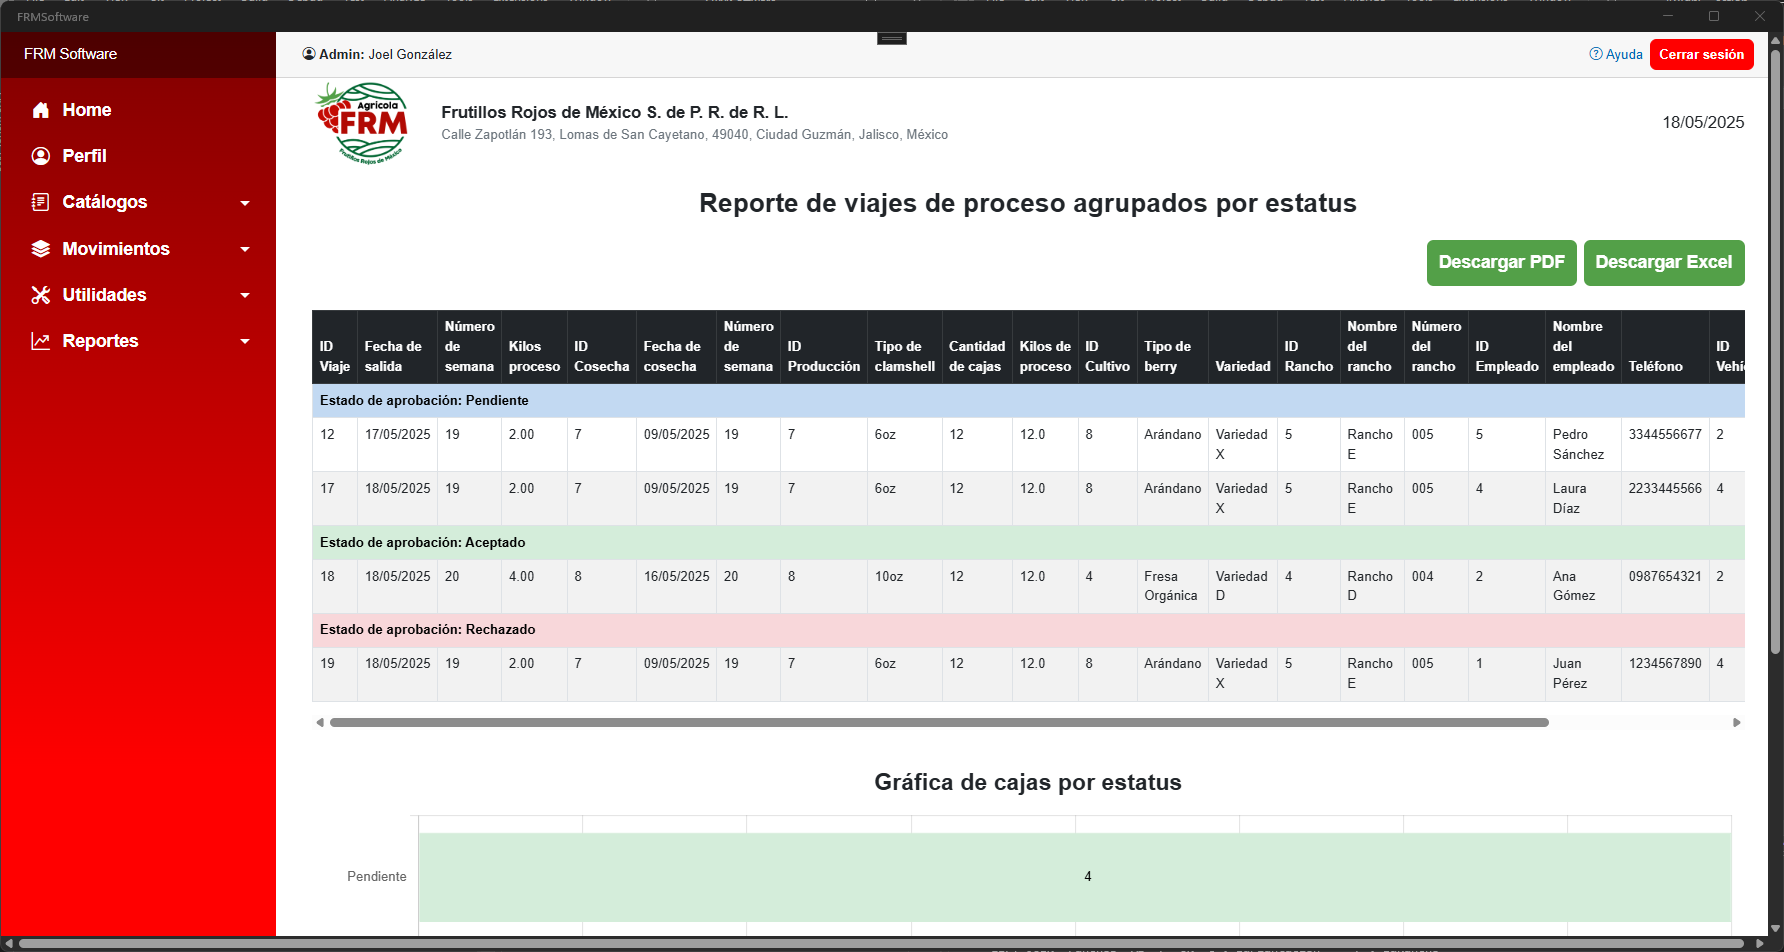 FRMSoftware
FRM Software
Admin: Joel González
Ayuda
Cerrar sesión
Home
Perfil
Catálogos
Movimientos
Utilidades
Reportes
Agrícola
FRM
Frutillos Rojos de México
Frutillos Rojos de México S. de P. R. de R. L.
Calle Zapotlán 193, Lomas de San Cayetano, 49040, Ciudad Guzmán, Jalisco, México
18/05/2025
Reporte de viajes de proceso agrupados por estatus
Descargar PDF
Descargar Excel
ID Viaje Fecha de salida Número de semana Kilos proceso ID Cosecha Fecha de cosecha Número de semana ID Producción Tipo de clamshell Cantidad de cajas Kilos de proceso ID Cultivo Tipo de berry Variedad ID Rancho Nombre del rancho Número del rancho ID Empleado Nombre del empleado Teléfono ID
Estado de aprobación: Pendiente
12 17/05/2025 19 2.00 7 09/05/2025 19 7 6oz 12 12.0 8 Arándano Variedad X 5 Rancho E 005 5 Pedro Sánchez 3344556677 2
17 18/05/2025 19 2.00 7 09/05/2025 19 7 6oz 12 12.0 8 Arándano Variedad X 5 Rancho E 005 4 Laura Díaz 2233445566 4
Estado de aprobación: Aceptado
18 18/05/2025 20 4.00 8 16/05/2025 20 8 10oz 12 12.0 4 Fresa Orgánica Variedad D 4 Rancho D 004 2 Ana Gómez 0987654321 2
Estado de aprobación: Rechazado
19 18/05/2025 19 2.00 7 09/05/2025 19 7 6oz 12 12.0 8 Arándano Variedad X 5 Rancho E 005 1 Juan Pérez 1234567890 4
Gráfica de cajas por estatus
Pendiente
4